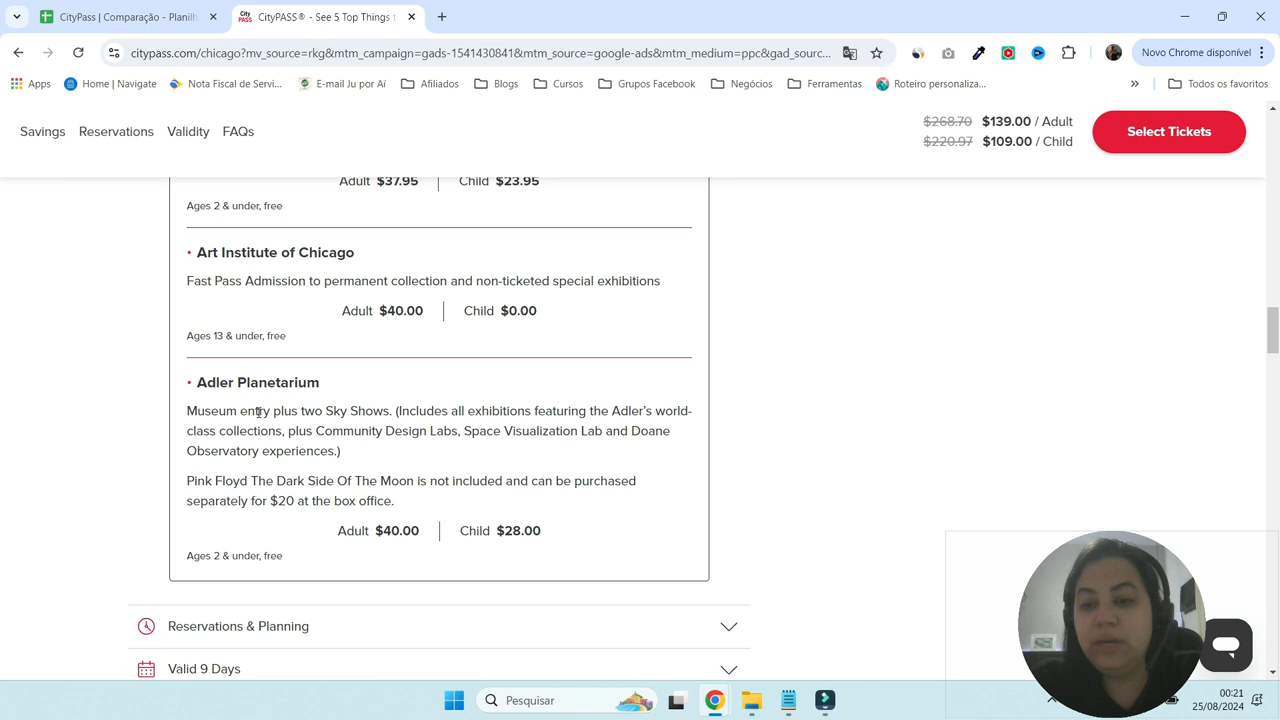 CityPass | Comparação - Planilh
City PASS
CityPASS® - See 5 Top Things t
citypass.com/chicago?mv_source=rkg&mtm_campaign=gads-1541430841&mtm_source=google-ads&mtm_medium=ppc&gad_sourc...
Novo Chrome disponível
Apps
Home | Navigate
Nota Fiscal de Servi...
E-mail Ju por Aí
Afiliados
Blogs
Cursos
Grupos Facebook
Negócios
Ferramentas
Roteiro personaliza...
»
Todos os favoritos
Savings Reservations Validity FAQs
$268.70 $139.00 / Adult
$220.97 $109.00 / Child
Select Tickets
Adult $37.95 | Child $23.95
Ages 2 & under, free
• Art Institute of Chicago
Fast Pass Admission to permanent collection and non-ticketed special exhibitions
Adult $40.00 | Child $0.00
Ages 13 & under, free
• Adler Planetarium
Museum entry plus two Sky Shows. (Includes all exhibitions featuring the Adler's world-
class collections, plus Community Design Labs, Space Visualization Lab and Doane
Observatory experiences.)
Pink Floyd The Dark Side Of The Moon is not included and can be purchased
separately for $20 at the box office.
Adult $40.00 | Child $28.00
Ages 2 & under, free
Reservations & Planning
Valid 9 Days
Pesquisar
00:21
25/08/2024